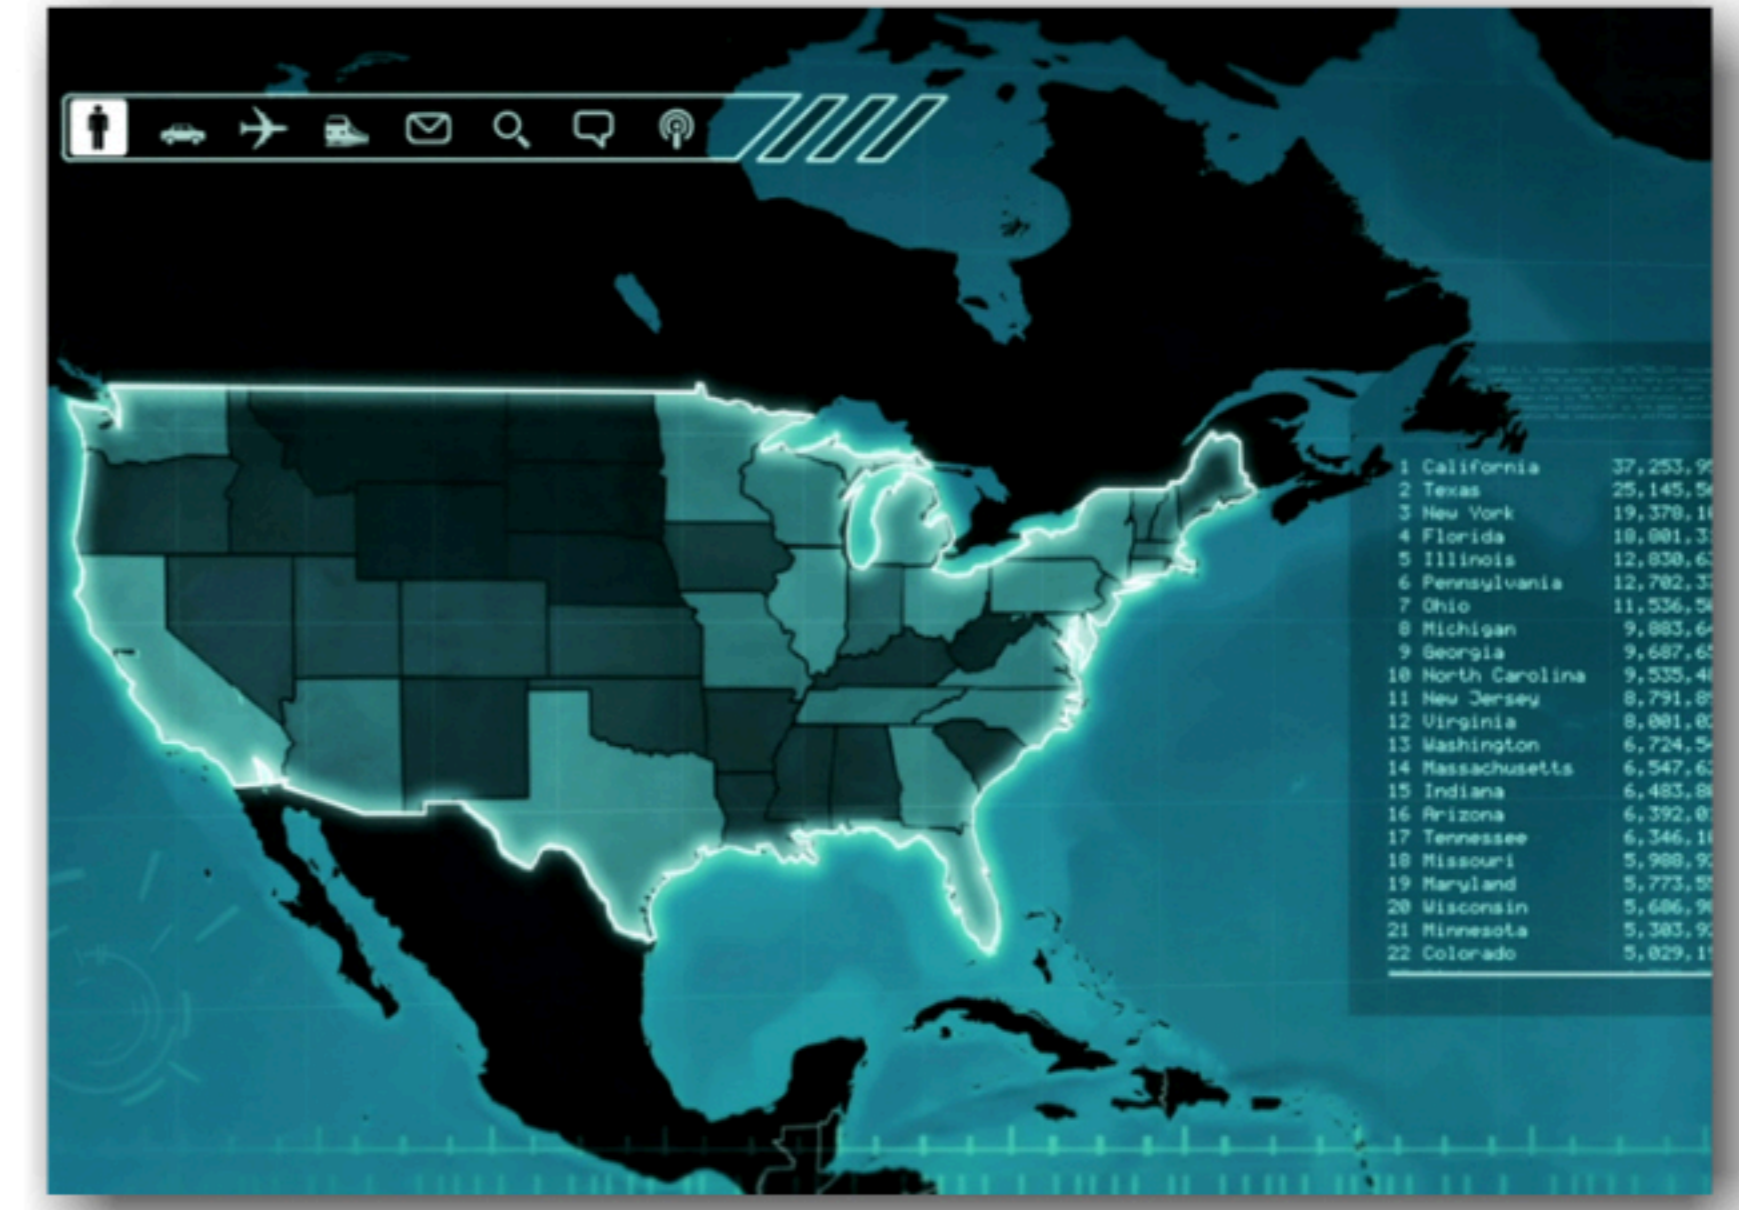 1 California 37,253,9
2 Texas 25,145,5
3 New York 19,378,1
4 Florida 18,801,3
5 Illinois 12,830,6
6 Pennsylvania 12,702,3
7 Ohio 11,536,5
8 Michigan 9,883,6
9 Georgia 9,687,6
10 North Carolina 9,535,4
11 New Jersey 8,791,8
12 Virginia 8,001,0
13 Washington 6,724,5
14 Massachusetts 6,547,6
15 Indiana 6,483,8
16 Arizona 6,392,0
17 Tennessee 6,346,1
18 Missouri 5,988,9
19 Maryland 5,773,5
20 Wisconsin 5,686,9
21 Minnesota 5,303,9
22 Colorado 5,029,1